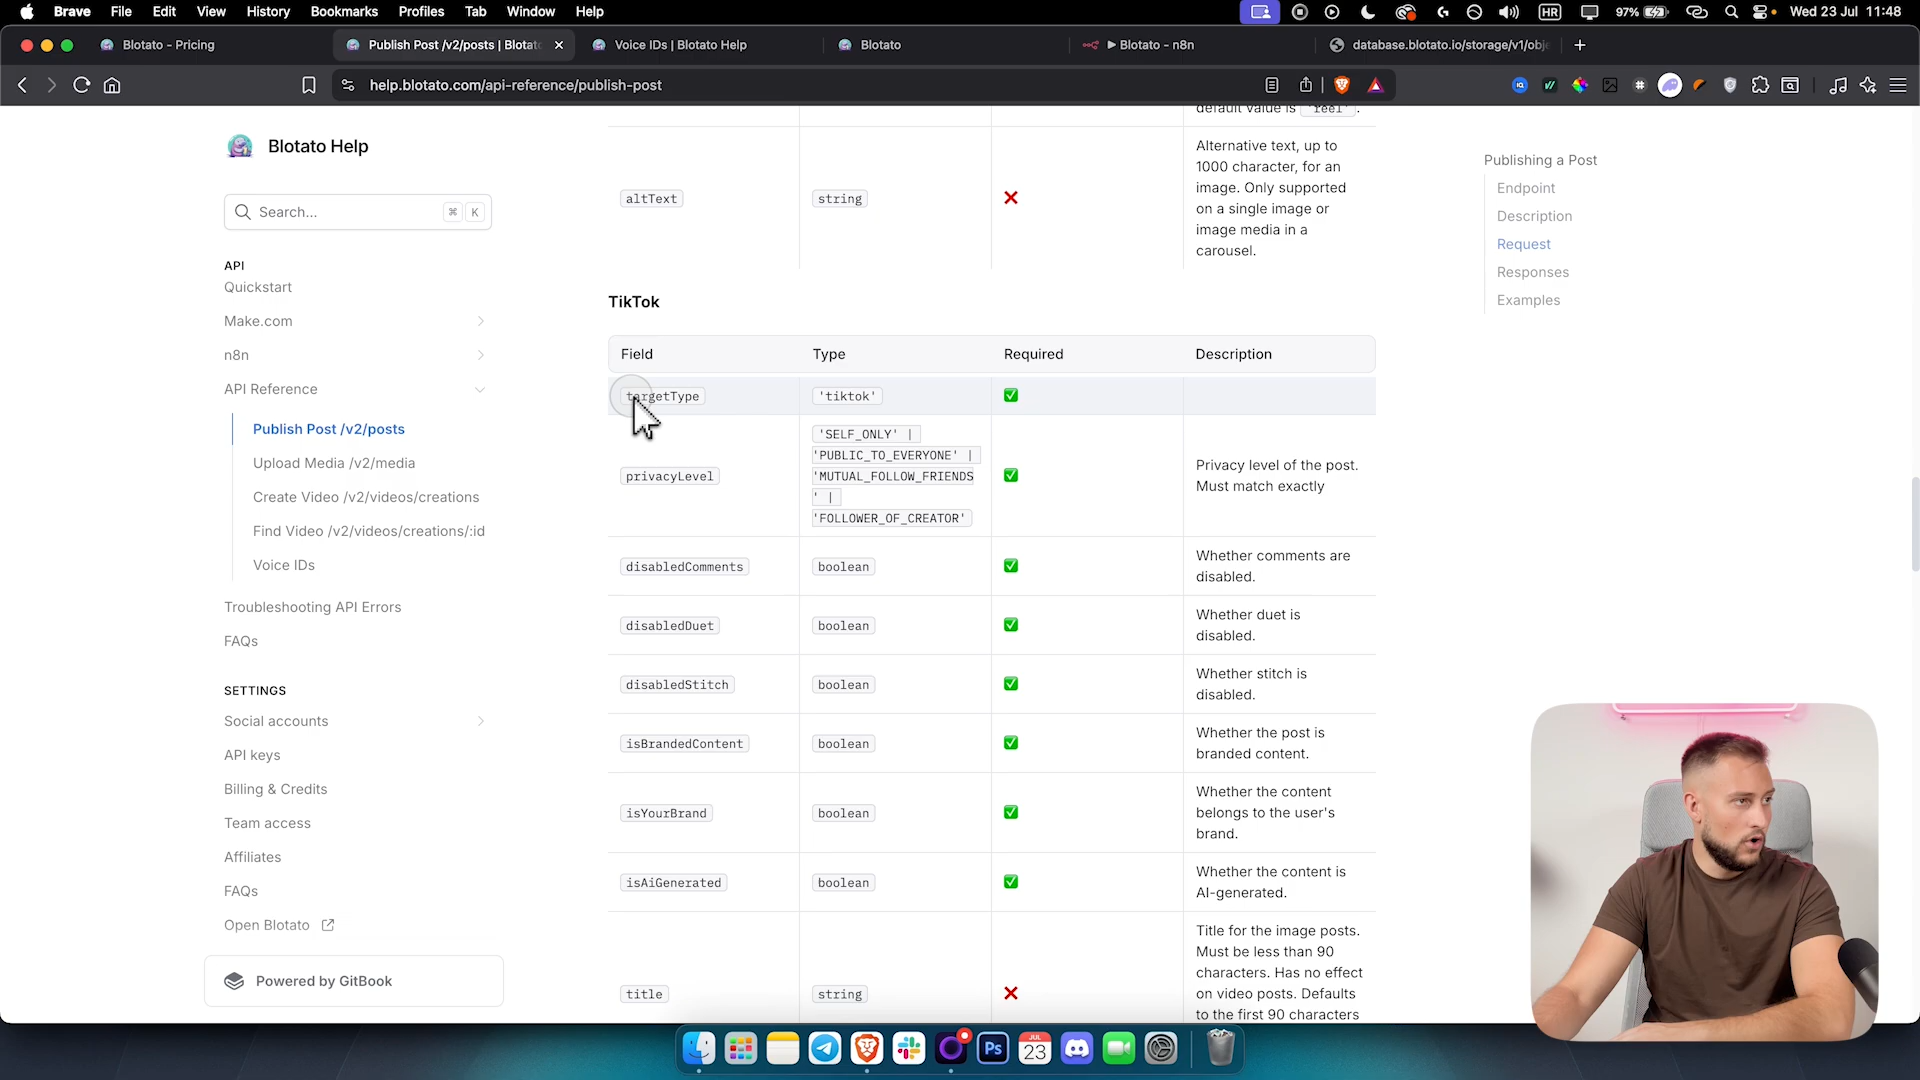 Brave File Edit View History Bookmarks Profiles Tab Window Help
HR 97% Wed 23 Jul 11:48
Blotato - Pricing
Publish Post /v2/posts | Blotato
Voice IDs | Blotato Help
Blotato
Blotato - n8n
database.blotato.io/storage/v1/obj
help.blotato.com/api-reference/publish-post
Blotato Help
Search...
⌘ K
API
Quickstart
Make.com
n8n
API Reference
Publish Post /v2/posts
Upload Media /v2/media
Create Video /v2/videos/creations
Find Video /v2/videos/creations/:id
Voice IDs
Troubleshooting API Errors
FAQs
SETTINGS
Social accounts
API keys
Billing & Credits
Team access
Affiliates
FAQs
Open Blotato
Powered by GitBook
default value is 'reel' .
altText
string
Alternative text, up to
1000 character, for an
image. Only supported
on a single image or
image media in a
carousel.
TikTok
Field Type Required Description
targetType
'tiktok'
privacyLevel
'SELF_ONLY' |
'PUBLIC_TO_EVERYONE' |
'MUTUAL_FOLLOW_FRIENDS
' |
'FOLLOWER_OF_CREATOR'
Privacy level of the post.
Must match exactly
disabledComments
boolean
Whether comments are
disabled.
disabledDuet
boolean
Whether duet is
disabled.
disabledStitch
boolean
Whether stitch is
disabled.
isBrandedContent
boolean
Whether the post is
branded content.
isYourBrand
boolean
Whether the content
belongs to the user's
brand.
isAiGenerated
boolean
Whether the content is
AI-generated.
title
string
Title for the image posts.
Must be less than 90
characters. Has no effect
on video posts. Defaults
to the first 90 characters
Publishing a Post
Endpoint
Description
Request
Responses
Examples
Ps
JUL
23